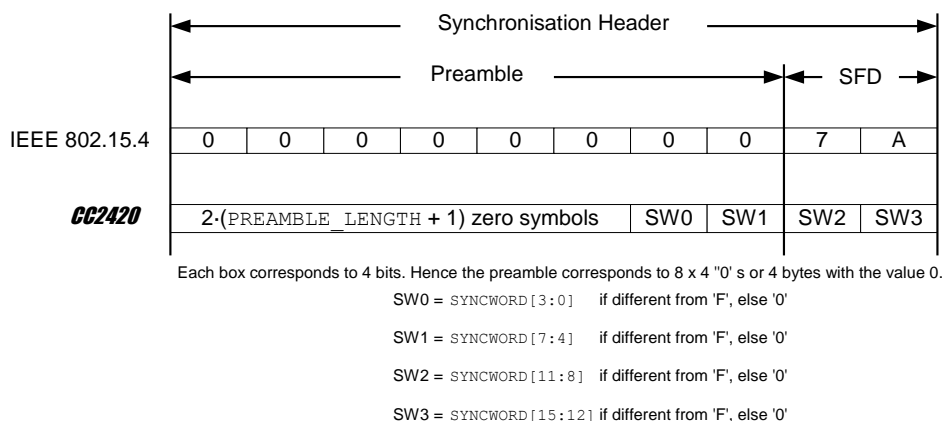 Synchronisation Header
Preamble SFD
IEEE 802.15.4 0 0 0 0 0 0 0 0 7 A
CC2420 2·(PREAMBLE_LENGTH + 1) zero symbols SW0 SW1 SW2 SW3
Each box corresponds to 4 bits. Hence the preamble corresponds to 8 x 4 "0' s or 4 bytes with the value 0.
SW0 = SYNCWORD[3:0] if different from 'F', else '0'
SW1 = SYNCWORD[7:4] if different from 'F', else '0'
SW2 = SYNCWORD[11:8] if different from 'F', else '0'
SW3 = SYNCWORD[15:12] if different from 'F', else '0'